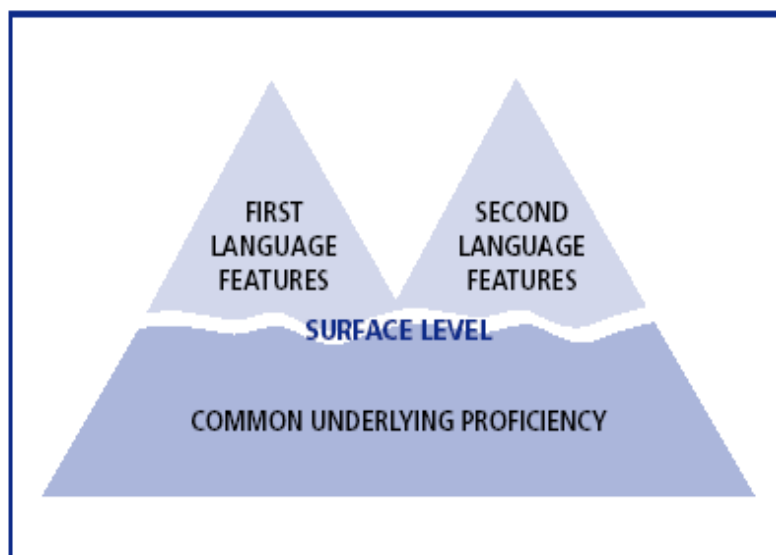 FIRST
LANGUAGE
FEATURES
SECOND
LANGUAGE
FEATURES
SURFACE LEVEL
COMMON UNDERLYING PROFICIENCY